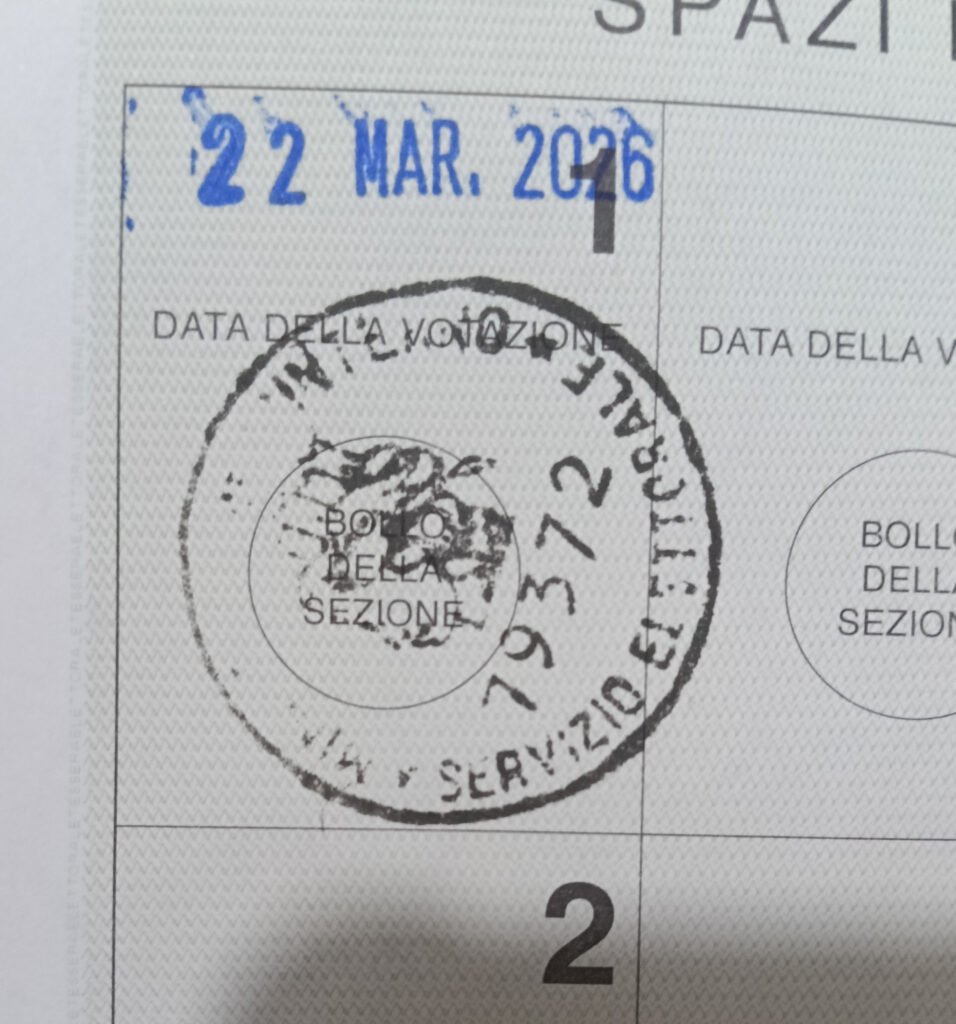 SPAZI
22 MAR. 2026
1
DATA DELLA VOTAZIONE
DATA DELLA
BOLLO
DELLA
SEZIONE
SERVIZIO ELETTORALE
19372
BOLLO
DELLA
SEZION
2